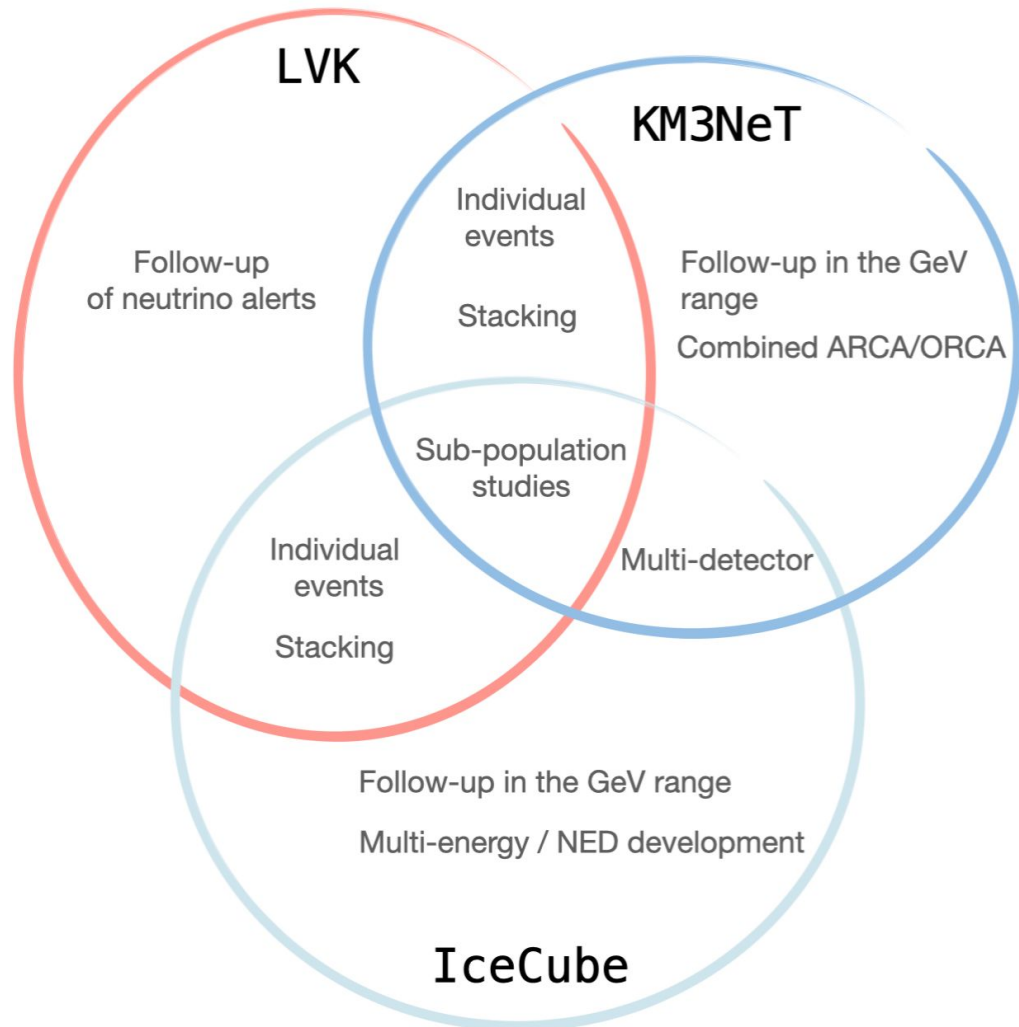 LVK
KM3NeT
Individual
events
Stacking
Follow-up
of neutrino alerts
Follow-up in the GeV
range
Combined ARCA/ORCA
Sub-population
studies
Individual
events
Stacking
Multi-detector
Follow-up in the GeV range
Multi-energy / NED development
IceCube